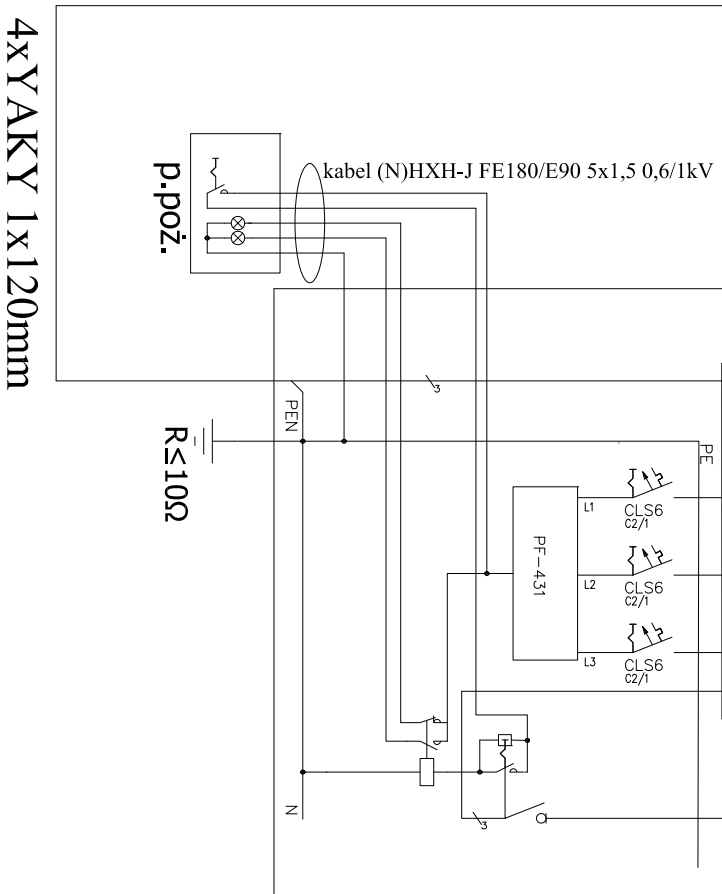 4xYAKY 1x120mm
kabel (N)HXH-J FE180/E90 5x1,5 0,6/1kV
p.poż.
3
PEN
R≤10Ω
PE
L1
CLS6
C2/1
PF-431
L2
CLS6
C2/1
L3
CLS6
C2/1
N
3